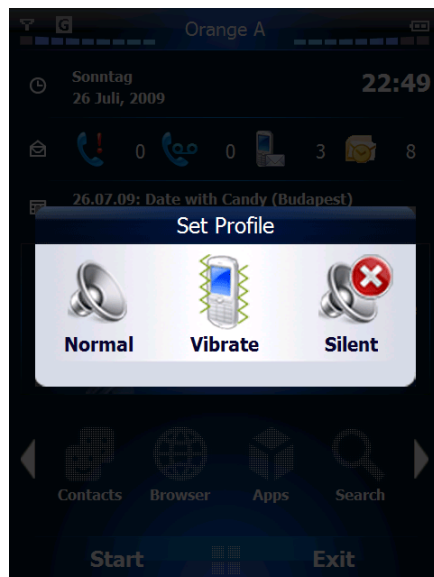 G
Orange A
Sonntag
26 Juli, 2009
22:49
0 0 3 8
26.07.09: Date with Candy (Budapest)
Set Profile
Normal Vibrate Silent
Contacts Browser Apps Search
Start Exit